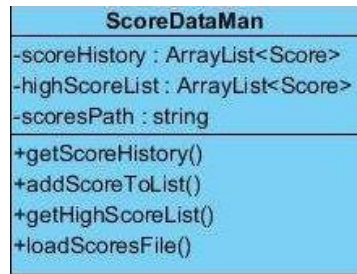 ScoreDataMan
-scoreHistory : ArrayList<Score>
-highScoreList : ArrayList<Score>
-scoresPath : string
+getScoreHistory()
+addScoreToList()
+getHighScoreList()
+loadScoresFile()